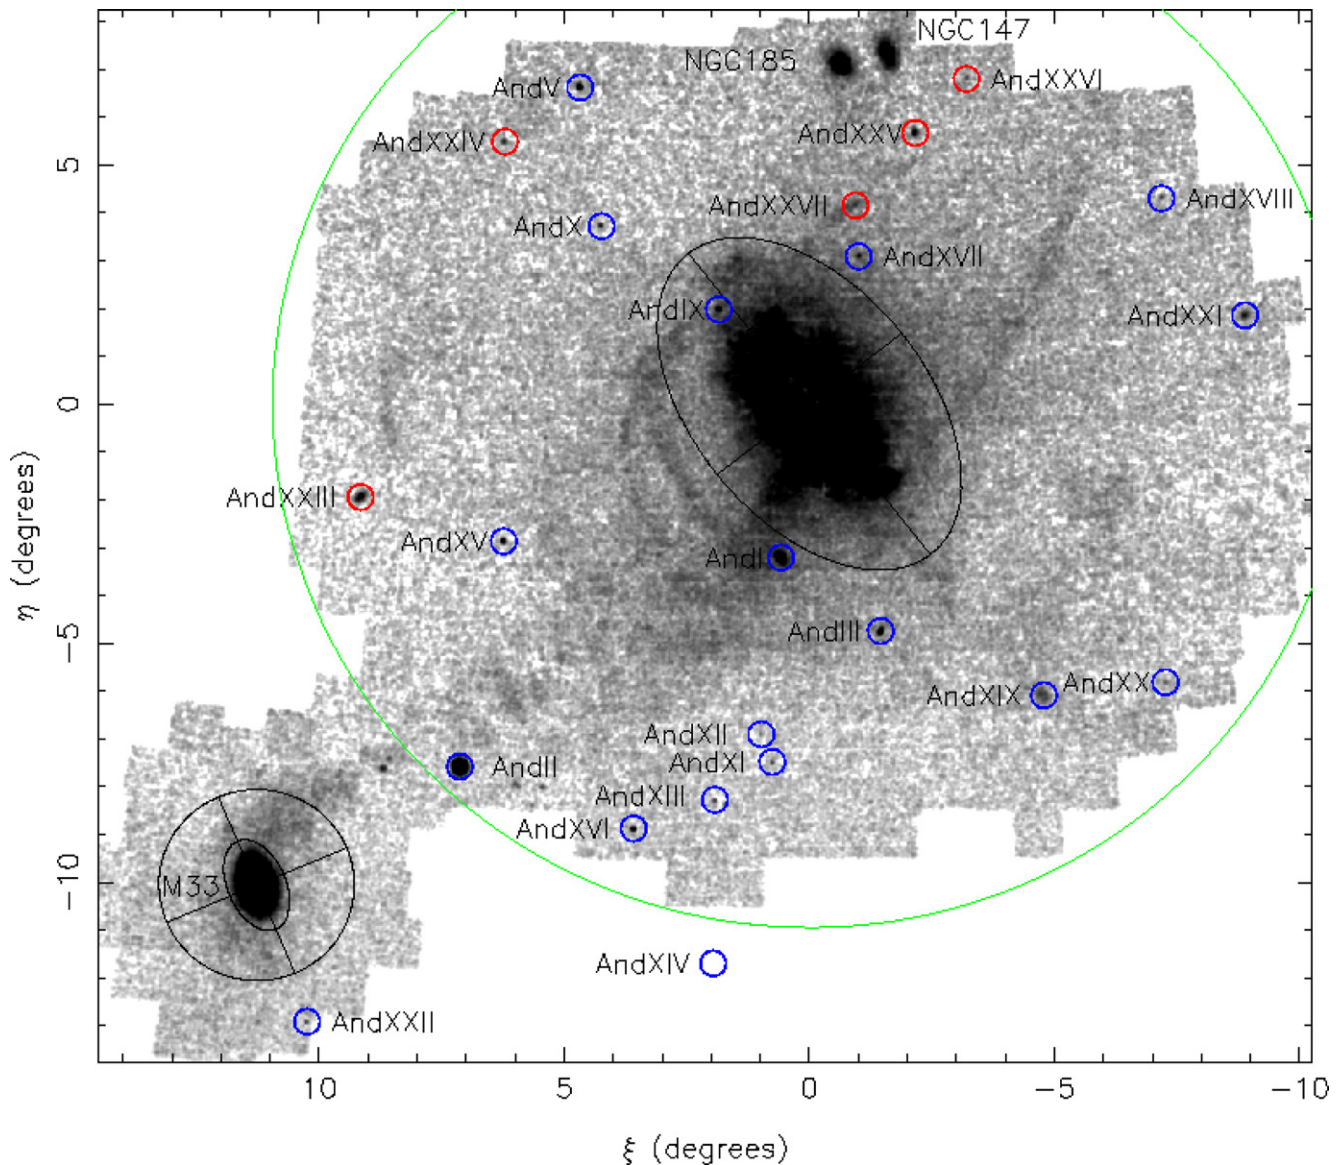 NGC147
NGC185
AndXXVI
AndV
AndXXIV
AndXXV
AndXVIII
AndXXVII
AndX
AndXVII
AndIX
AndXXI
AndXXIII
AndXV
AndI
AndIII
AndXIX
AndXX
AndXII
AndXI
AndII
AndXIII
AndXVI
M33
AndXIV
AndXXII
5
0
−5
−10
η (degrees)
10
5
0
−5
−10
ξ (degrees)